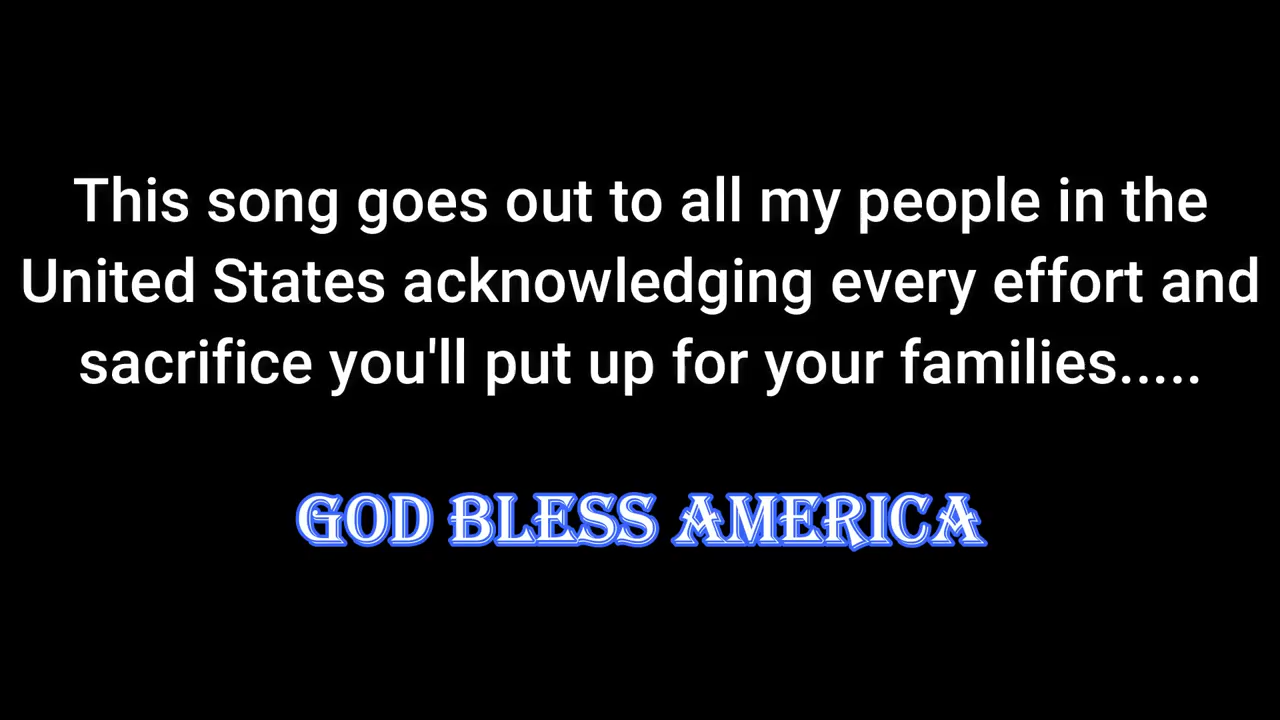 This song goes out to all my people in the
United States acknowledging every effort and
sacrifice you'll put up for your families.....
GOD BLESS AMERICA